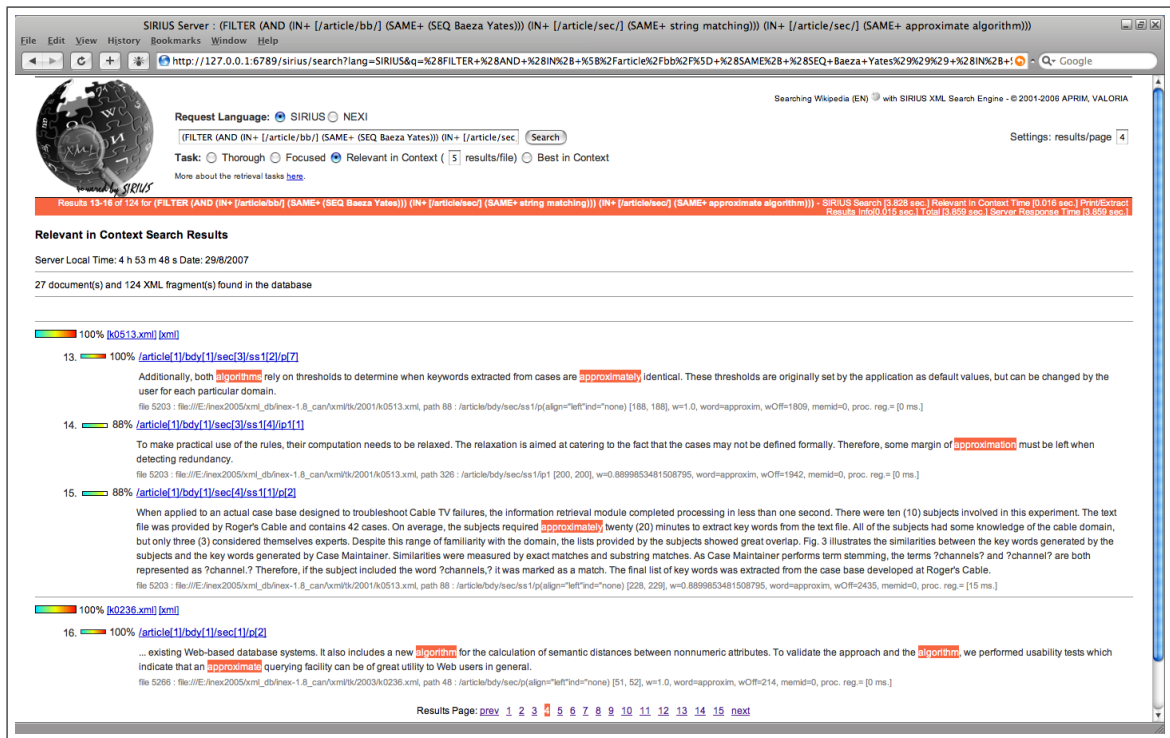 SIRIUS Server : (FILTER (AND (IN+ [/article/bb/] (SAME+ (SEQ Baeza Yates))) (IN+ [/article/sec/] (SAME+ string matching))) (IN+ [/article/sec/] (SAME+ approximate algorithm)))
File Edit View History Bookmarks Window Help
http://127.0.0.1:6789/sirius/search?lang=SIRIUS&q=%28FILTER+%28AND+%28IN%2B+%5B%2Farticle%2Fbb%2F%5D+%28SAME%2B+%28SEQ+Baeza+Yates%29%29%29+%28IN%2B+
Google
Searching Wikipedia (EN) with SIRIUS XML Search Engine - © 2001-2006 APRIM, VALORIA
Request Language: SIRIUS NEXI
(FILTER (AND (IN+ [/article/bb/] (SAME+ (SEQ Baeza Yates))) (IN+ [/article/sec Search
Settings: results/page 4
Task: Thorough Focused Relevant in Context ( 5 results/file) Best in Context
More about the retrieval tasks here.
powered by SIRIUS
Results 13-16 of 124 for (FILTER (AND (IN+ [/article/bb/] (SAME+ (SEQ Baeza Yates))) (IN+ [/article/sec/] (SAME+ string matching))) (IN+ [/article/sec/] (SAME+ approximate algorithm))) - SIRIUS Search [3.828 sec.] Relevant in Context Time [0.016 sec.] Print/Extract
Results Info[0.015 sec.] Total [3.859 sec.] Server Response Time [3.859 sec.]
Relevant in Context Search Results
Server Local Time: 4 h 53 m 48 s Date: 29/8/2007
27 document(s) and 124 XML fragment(s) found in the database
100% [k0513.xml] [xml]
13. 100% /article[1]/bdy[1]/sec[3]/ss1[2]/p[7]
Additionally, both algorithms rely on thresholds to determine when keywords extracted from cases are approximately identical. These thresholds are originally set by the application as default values, but can be changed by the
user for each particular domain.
file 5203 : file:///E:/inex2005/xml_db/inex-1.8_can/\xml/tk/2001/k0513.xml, path 88 : /article/bdy/sec/ss1/p(align="left"ind="none) [188, 188], w=1.0, word=approxim, wOff=1809, memid=0, proc. reg.= [0 ms.]
14. 88% /article[1]/bdy[1]/sec[3]/ss1[4]/ip1[1]
To make practical use of the rules, their computation needs to be relaxed. The relaxation is aimed at catering to the fact that the cases may not be defined formally. Therefore, some margin of approximation must be left when
detecting redundancy.
file 5203 : file:///E:/inex2005/xml_db/inex-1.8_can/\xml/tk/2001/k0513.xml, path 326 : /article/bdy/sec/ss1/ip1 [200, 200], w=0.8899853481508795, word=approxim, wOff=1942, memid=0, proc. reg.= [0 ms.]
15. 88% /article[1]/bdy[1]/sec[4]/ss1[1]/p[2]
When applied to an actual case base designed to troubleshoot Cable TV failures, the information retrieval module completed processing in less than one second. There were ten (10) subjects involved in this experiment. The text
file was provided by Roger's Cable and contains 42 cases. On average, the subjects required approximately twenty (20) minutes to extract key words from the text file. All of the subjects had some knowledge of the cable domain,
but only three (3) considered themselves experts. Despite this range of familiarity with the domain, the lists provided by the subjects showed great overlap. Fig. 3 illustrates the similarities between the key words generated by the
subjects and the key words generated by Case Maintainer. Similarities were measured by exact matches and substring matches. As Case Maintainer performs term stemming, the terms ?channels? and ?channel? are both
represented as ?channel.? Therefore, if the subject included the word ?channels,? it was marked as a match. The final list of key words was extracted from the case base developed at Roger's Cable.
file 5203 : file:///E:/inex2005/xml_db/inex-1.8_can/\xml/tk/2001/k0513.xml, path 88 : /article/bdy/sec/ss1/p(align="left"ind="none) [228, 229], w=0.8899853481508795, word=approxim, wOff=2435, memid=0, proc. reg.= [15 ms.]
100% [k0236.xml] [xml]
16. 100% /article[1]/bdy[1]/sec[1]/p[2]
... existing Web-based database systems. It also includes a new algorithm for the calculation of semantic distances between nonnumeric attributes. To validate the approach and the algorithm, we performed usability tests which
indicate that an approximate querying facility can be of great utility to Web users in general.
file 5266 : file:///E:/inex2005/xml_db/inex-1.8_can/\xml/tk/2003/k0236.xml, path 48 : /article/bdy/sec/p(align="left"ind="none) [51, 52], w=1.0, word=approxim, wOff=214, memid=0, proc. reg.= [0 ms.]
Results Page: prev 1 2 3 4 5 6 7 8 9 10 11 12 13 14 15 next